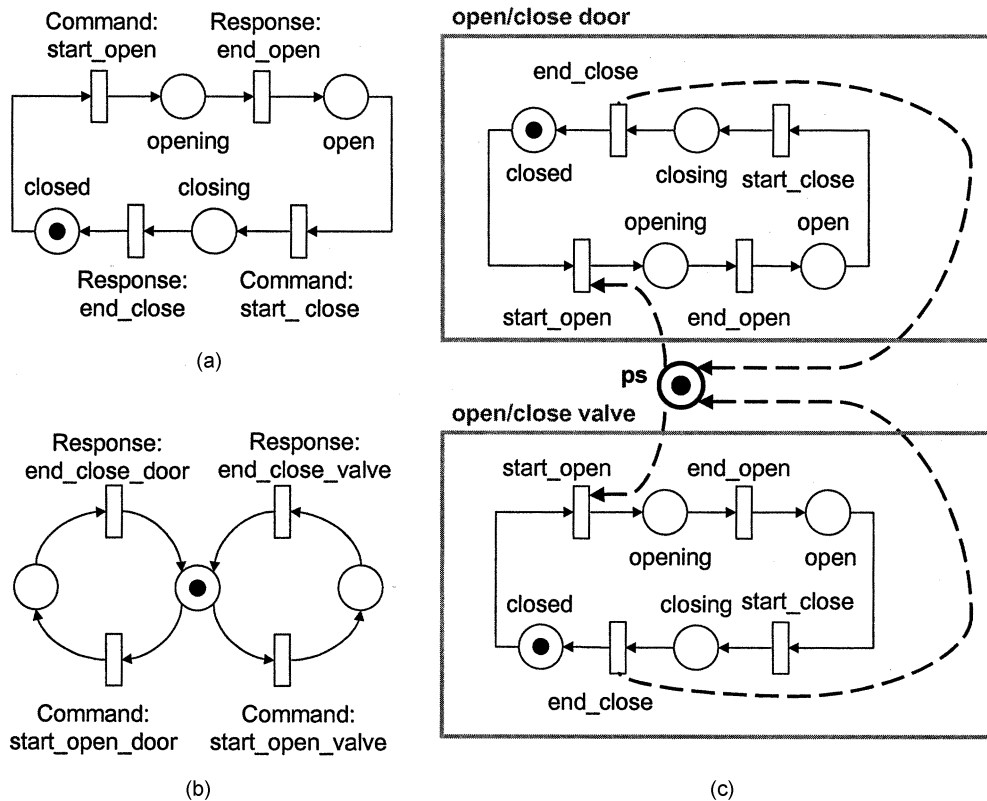 Command:
start_open
Response:
end_open
opening
open
closed
closing
Response:
end_close
Command:
start_ close
(a)
Response:
end_close_door
Response:
end_close_valve
Command:
start_open_door
Command:
start_open_valve
(b)
open/close door
end_close
closed
closing
start_close
opening
open
start_open
end_open
ps
open/close valve
start_open
end_open
opening
open
closed
closing
start_close
end_close
(c)